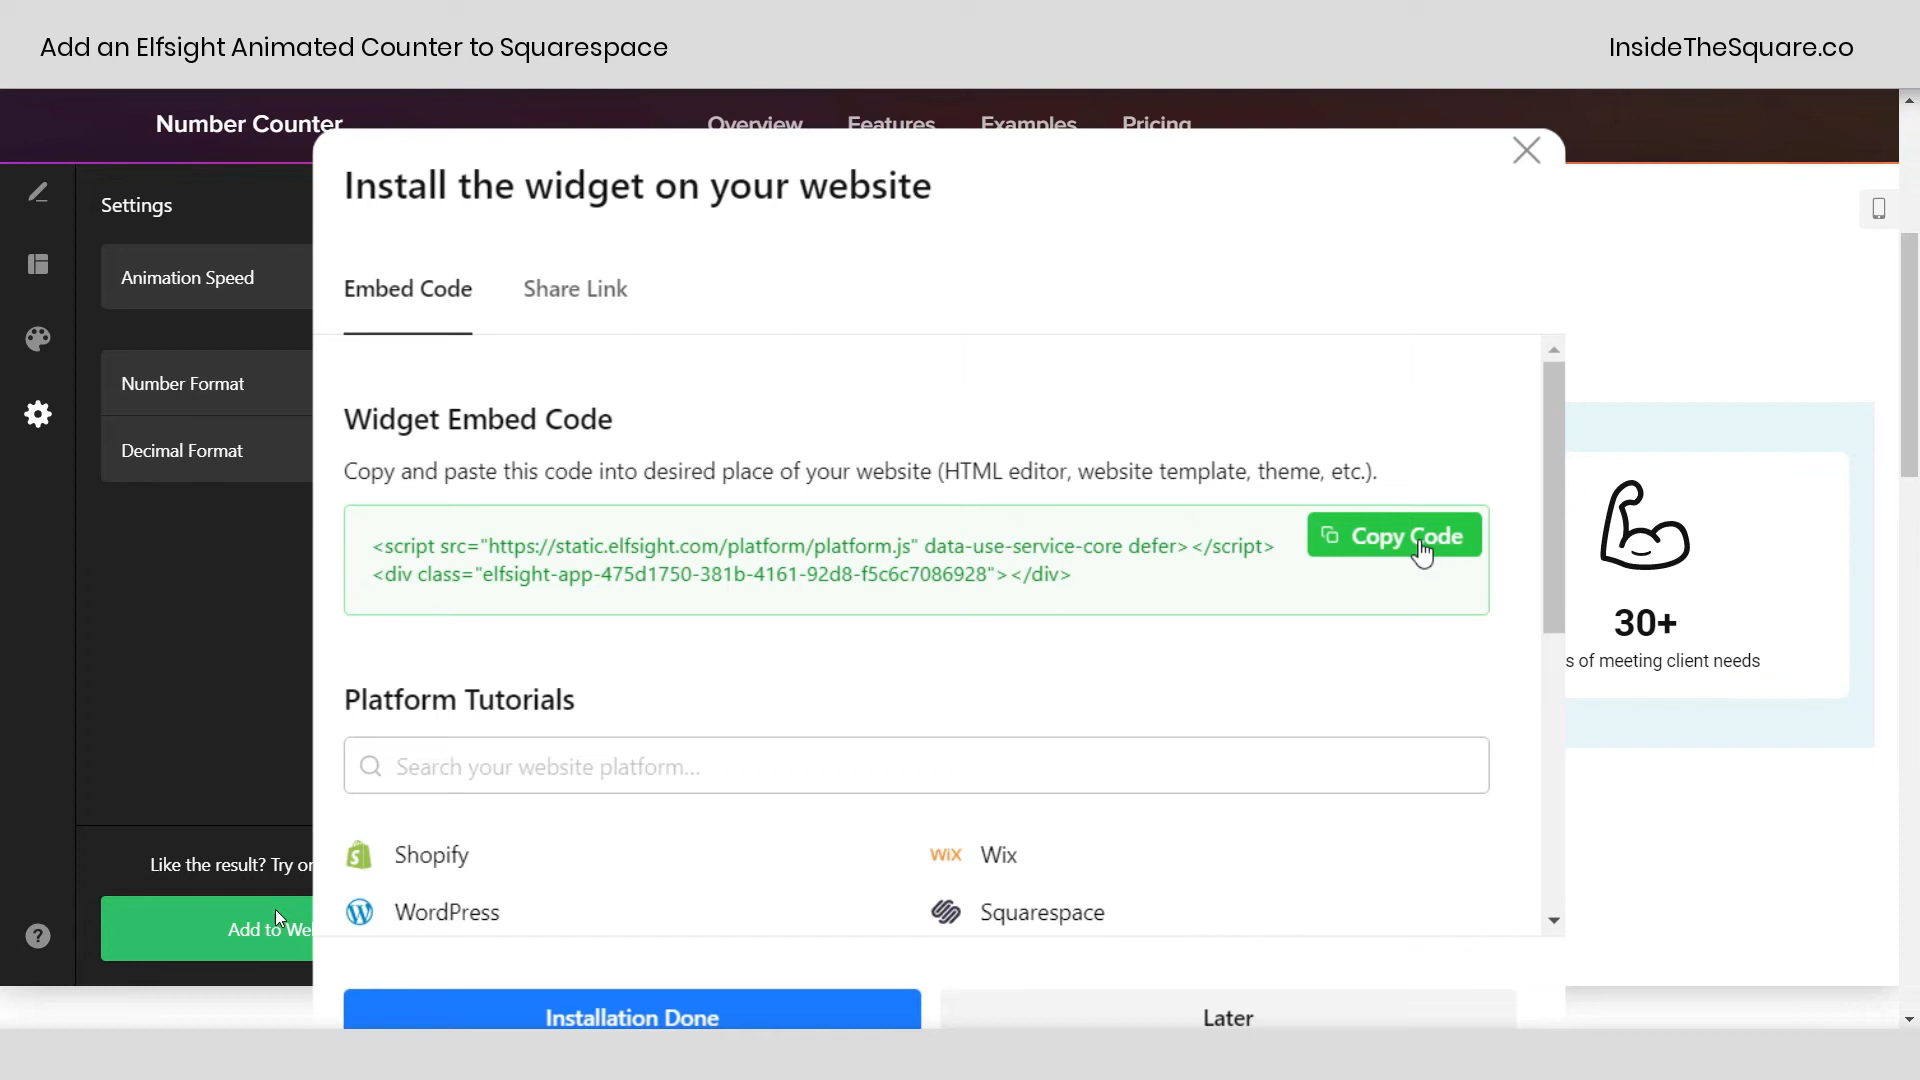 Add an Elfsight Animated Counter to Squarespace
InsideTheSquare.co
Number Counter
Overview
Features
Examples
Pricing
Settings
Animation Speed
Number Format
Decimal Format
Like the result? Try
Add to
?
Install the widget on your website
Embed Code
Share Link
Widget Embed Code
Copy and paste this code into desired place of your website (HTML editor, website template, theme, etc.).
<script src="https://static.elfsight.com/platform/platform.js" data-use-service-core defer></script>
<div class="elfsight-app-475d1750-381b-4161-92d8-f5c6c7086928"></div>
Copy Code
Platform Tutorials
Search your website platform...
Shopify
WIX Wix
WordPress
Squarespace
Installation Done
Later
30+
s of meeting client needs